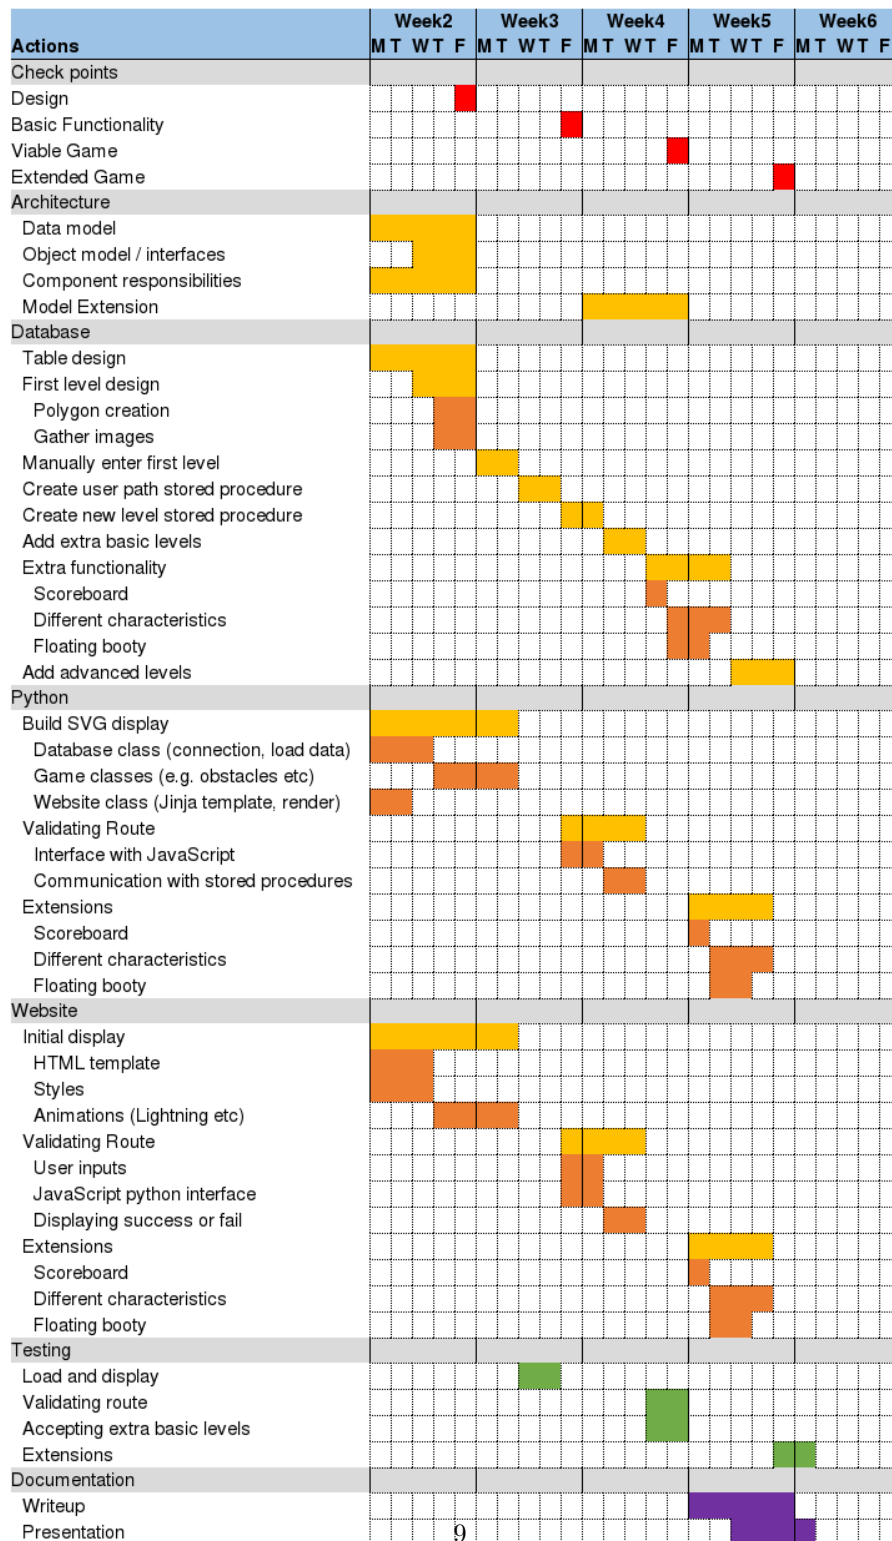 Week2 Week3 Week4 Week5 Week6
Actions M T W T F M T W T F M T W T F M T W T F M T W T F
Check points
Design
Basic Functionality
Viable Game
Extended Game
Architecture
Data model
Object model / interfaces
Component responsibilities
Model Extension
Database
Table design
First level design
Polygon creation
Gather images
Manually enter first level
Create user path stored procedure
Create new level stored procedure
Add extra basic levels
Extra functionality
Scoreboard
Different characteristics
Floating booty
Add advanced levels
Python
Build SVG display
Database class (connection, load data)
Game classes (e.g. obstacles etc)
Website class (Jinja template, render)
Validating Route
Interface with JavaScript
Communication with stored procedures
Extensions
Scoreboard
Different characteristics
Floating booty
Website
Initial display
HTML template
Styles
Animations (Lightning etc)
Validating Route
User inputs
JavaScript python interface
Displaying success or fail
Extensions
Scoreboard
Different characteristics
Floating booty
Testing
Load and display
Validating route
Accepting extra basic levels
Extensions
Documentation
Writeup
Presentation
9